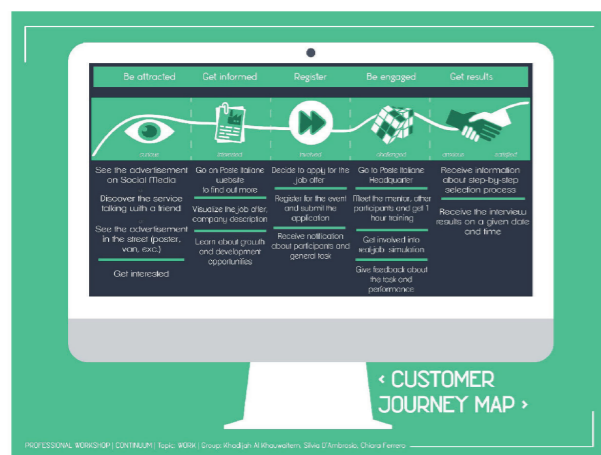 Be attracted
Get informed
Register
Be engaged
Get results
curious
interested
involved
challenged
anxious
satisfied
See the advertisement
on Social Media
Discover the service
talking with a friend
See the advertisement
in the street (poster,
van, exc.)
Get interested
Go on Poste Italiane
website
to find out more
Visualize the job offer,
company description
Learn about growth
and development
opportunities
Decide to apply for the
job offer
Register for the event
and submit the
application
Receive notification
about participants and
general task
Go to Poste Italiane
Headquarter
Meet the mentor, other
participants and get 1
hour training
Get involved into
real-job simulation
Give feedback about
the task and
performance
Receive information
about step-by-step
selection process
Receive the interview
results on a given date
and time
< CUSTOMER
JOURNEY MAP >
PROFESSIONAL WORKSHOP | CONTINUUM | Topic: WORK | Group: Khadijah Al Khauwaitem, Silvia D'Ambrosio, Chiara Ferrero